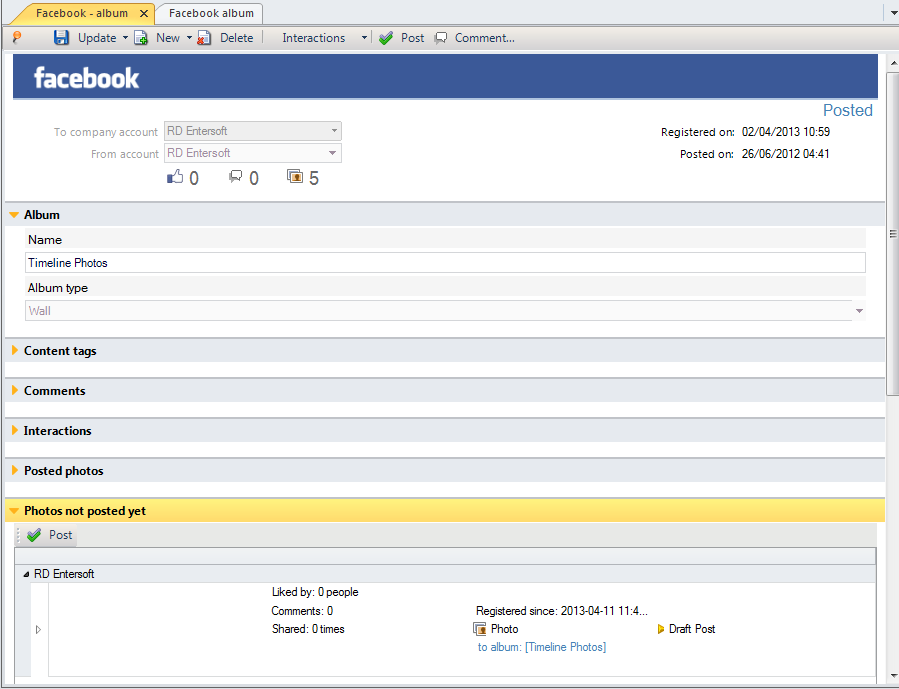 Facebook - album Facebook album
Update New Delete Interactions Post Comment...
facebook
Posted
To company account RD Entersoft Registered on: 02/04/2013 10:59
From account RD Entersoft Posted on: 26/06/2012 04:41
0 0 5
Album
Name
Timeline Photos
Album type
Wall
Content tags
Comments
Interactions
Posted photos
Photos not posted yet
Post
RD Entersoft
Liked by: 0 people
Comments: 0 Registered since: 2013-04-11 11:4...
Shared: 0 times Photo Draft Post
to album: [Timeline Photos]